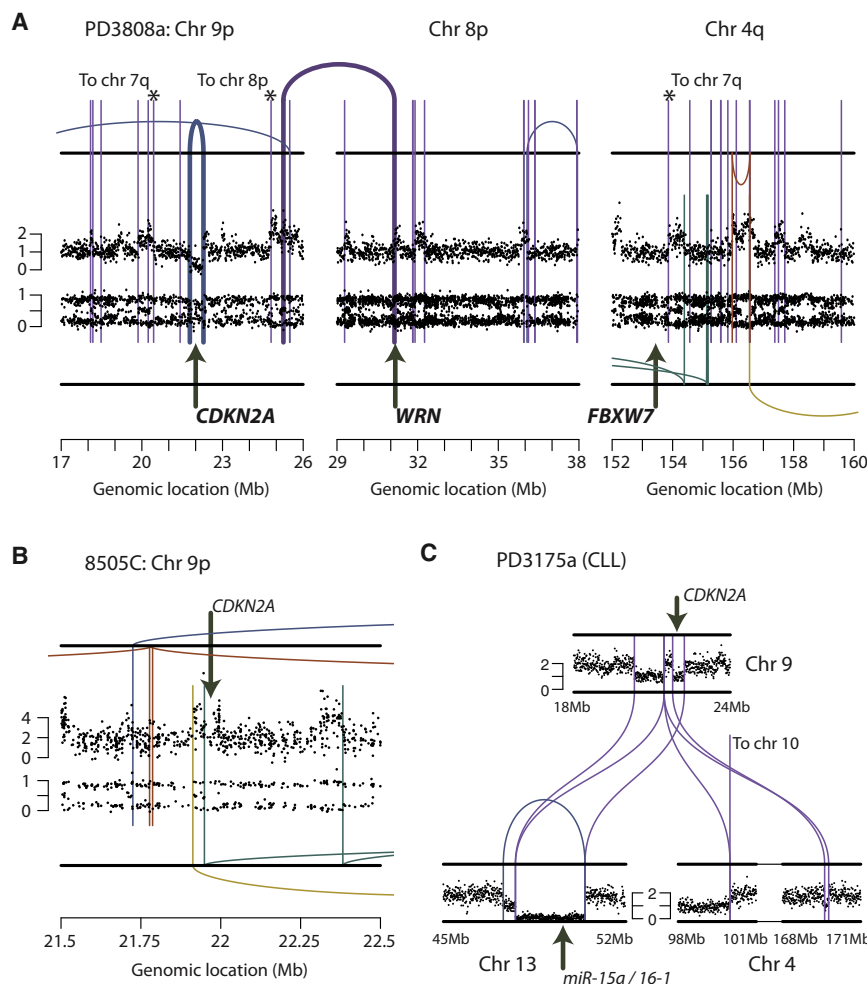 A
PD3808a: Chr 9p
Chr 8p
Chr 4q
To chr 7q
*
To chr 8p
*
*
To chr 7q
2
1
0
1
0
CDKN2A
WRN
FBXW7
17 20 22 24 26
29 32 35 38
152 154 156 158 160
Genomic location (Mb)
Genomic location (Mb)
Genomic location (Mb)
B
8505C: Chr 9p
CDKN2A
4
2
0
1
0
21.5 21.75 22 22.25 22.5
Genomic location (Mb)
C
PD3175a (CLL)
CDKN2A
2
1
0
Chr 9
18Mb
24Mb
To chr 10
2
1
0
45Mb
52Mb
98Mb
101Mb
168Mb
171Mb
Chr 13
Chr 4
miR-15a / 16-1